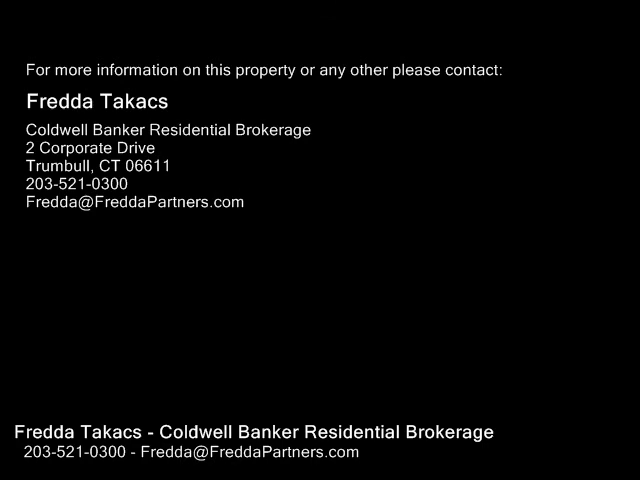 For more information on this property or any other please contact:
Fredda Takacs
Coldwell Banker Residential Brokerage
2 Corporate Drive
Trumbull, CT 06611
203-521-0300
Fredda@FreddaPartners.com
Fredda Takacs - Coldwell Banker Residential Brokerage
203-521-0300 - Fredda@FreddaPartners.com